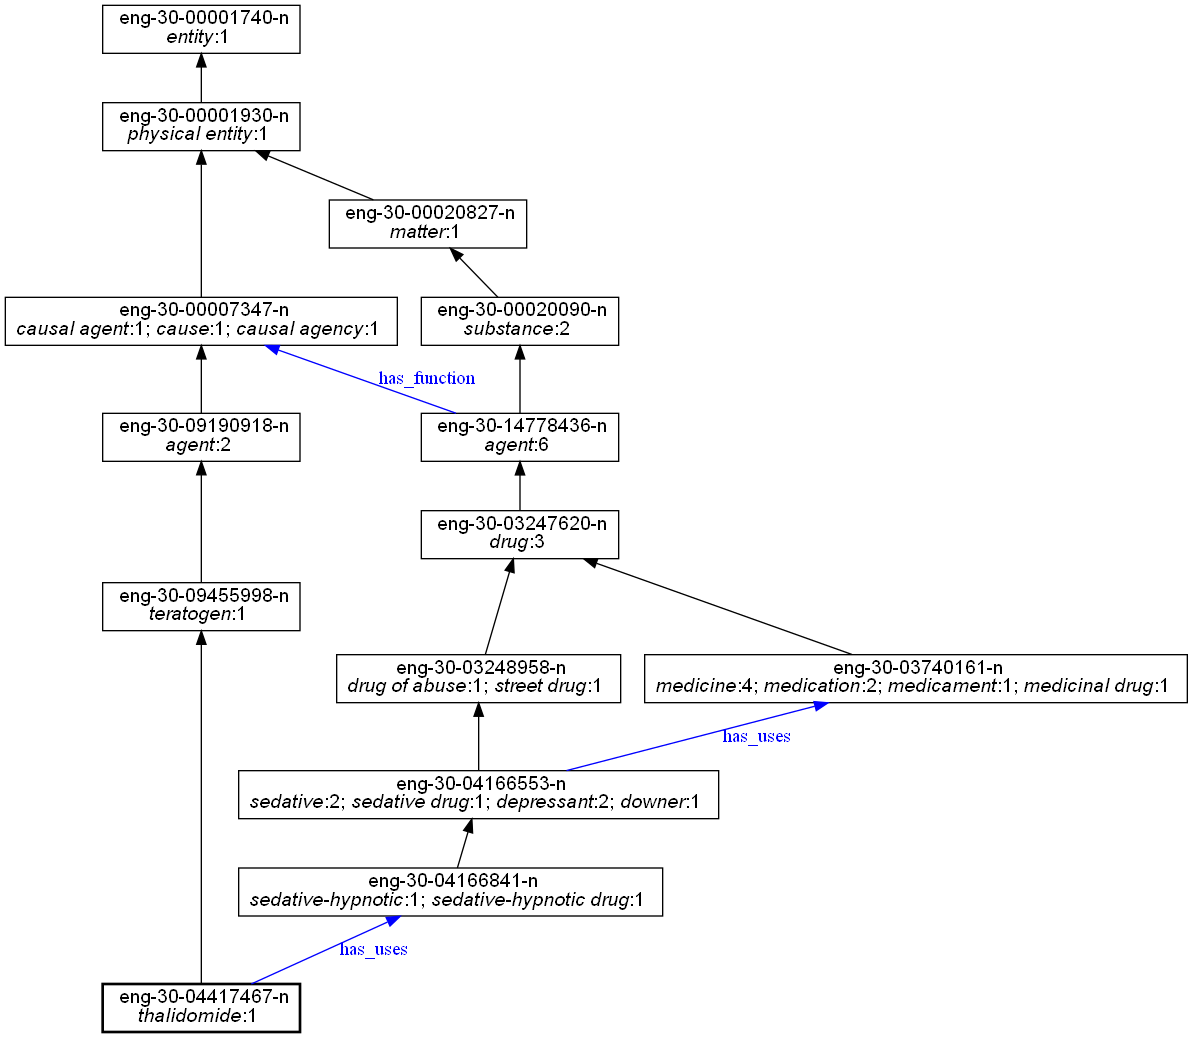 eng-30-00001740-n
entity:1
eng-30-00001930-n
physical entity:1
eng-30-00020827-n
matter:1
eng-30-00007347-n
causal agent:1; cause:1; causal agency:1
eng-30-00020090-n
substance:2
has_function
eng-30-09190918-n
agent:2
eng-30-14778436-n
agent:6
eng-30-03247620-n
drug:3
eng-30-09455998-n
teratogen:1
eng-30-03248958-n
drug of abuse:1; street drug:1
eng-30-03740161-n
medicine:4; medication:2; medicament:1; medicinal drug:1
has_uses
eng-30-04166553-n
sedative:2; sedative drug:1; depressant:2; downer:1
eng-30-04166841-n
sedative-hypnotic:1; sedative-hypnotic drug:1
has_uses
eng-30-04417467-n
thalidomide:1